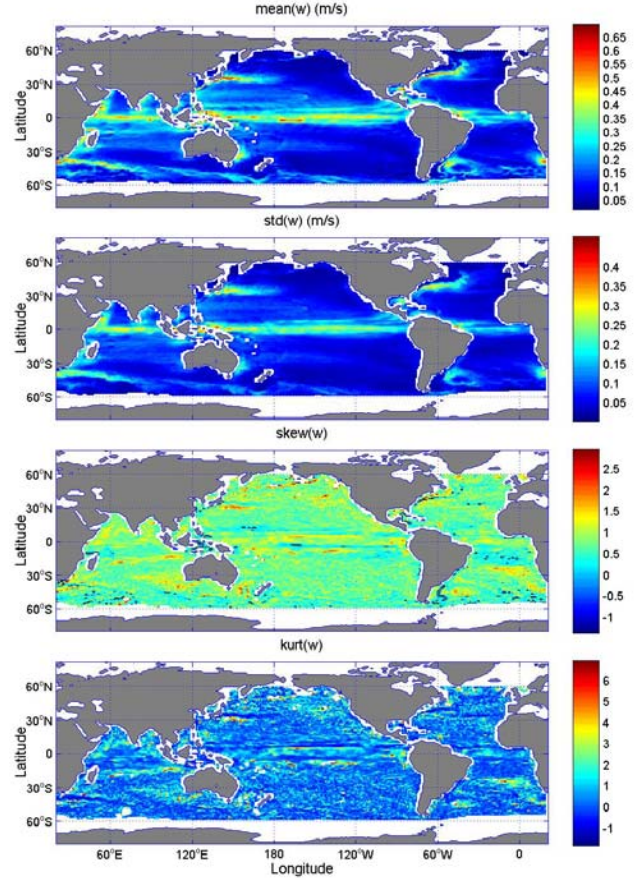 mean(w) (m/s)
60°N
30°N
0
30°S
60°S
Latitude
0.65
0.6
0.55
0.5
0.45
0.4
0.35
0.3
0.25
0.2
0.15
0.1
0.05
std(w) (m/s)
60°N
30°N
0
30°S
60°S
Latitude
0.4
0.35
0.3
0.25
0.2
0.15
0.1
0.05
skew(w)
60°N
30°N
0
30°S
60°S
Latitude
2.5
2
1.5
1
0.5
0
-0.5
-1
kurt(w)
60°N
30°N
0
30°S
60°S
Latitude
6
5
4
3
2
1
0
-1
60°E 120°E 180°W 120°W 60°W 0
Longitude